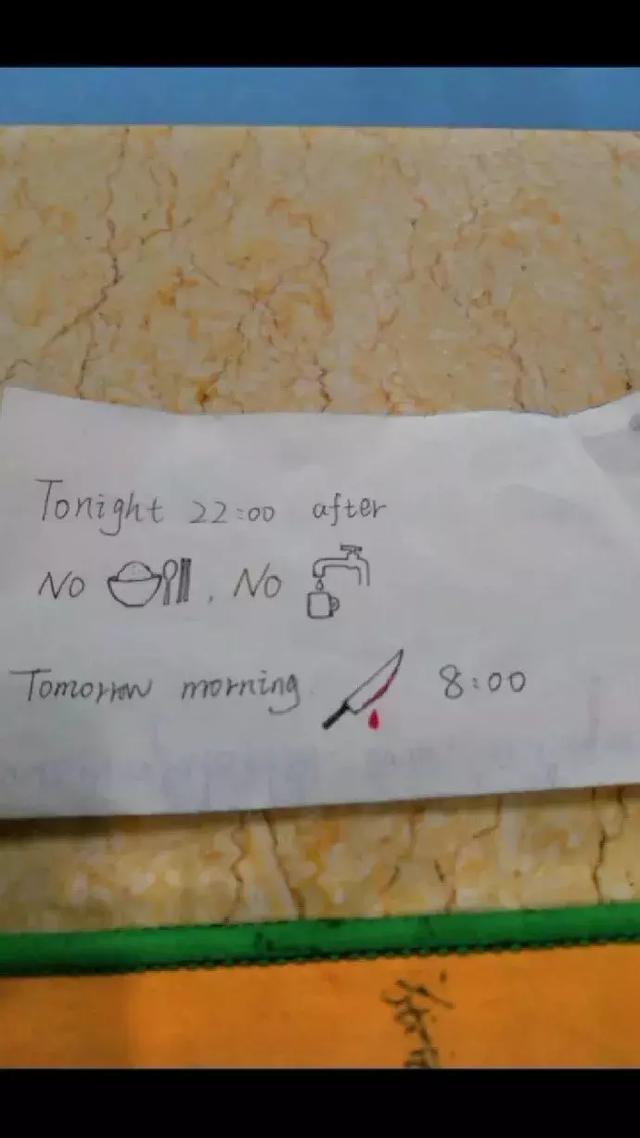 Tonight 22:00 after
No , No
Tomorrow morning 8:00